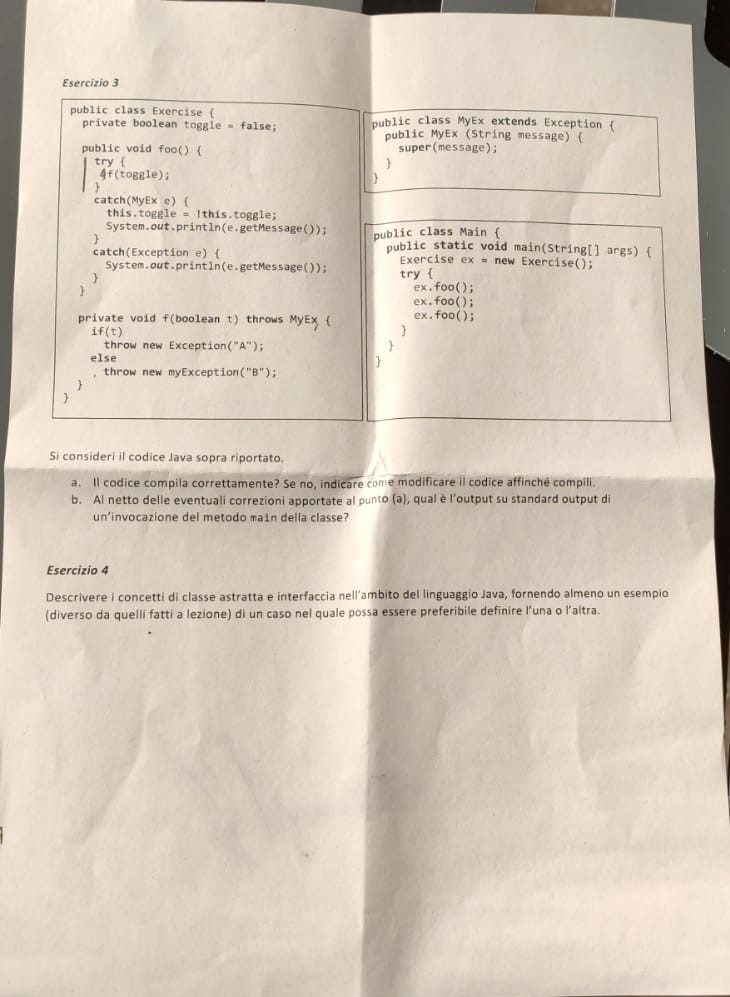 Esercizio 3
public class Exercise {
private boolean toggle = false;
public void foo() {
try {
f(toggle);
}
catch(MyEx e) {
this.toggle = !this.toggle;
System.out.println(e.getMessage());
}
catch(Exception e) {
System.out.println(e.getMessage());
}
}
private void f(boolean t) throws MyEx {
if(t)
throw new Exception("A");
else
throw new myException("B");
}
}
public class MyEx extends Exception {
public MyEx (String message) {
super(message);
}
}
public class Main {
public static void main(String[] args) {
Exercise ex = new Exercise();
try {
ex.foo();
ex.foo();
ex.foo();
}
}
}
Si consideri il codice Java sopra riportato.
a. Il codice compila correttamente? Se no, indicare come modificare il codice affinché compili.
b. Al netto delle eventuali correzioni apportate al punto (a), qual è l'output su standard output di
un'invocazione del metodo main della classe?
Esercizio 4
Descrivere i concetti di classe astratta e interfaccia nell'ambito del linguaggio Java, fornendo almeno un esempio
(diverso da quelli fatti a lezione) di un caso nel quale possa essere preferibile definire l'una o l'altra.